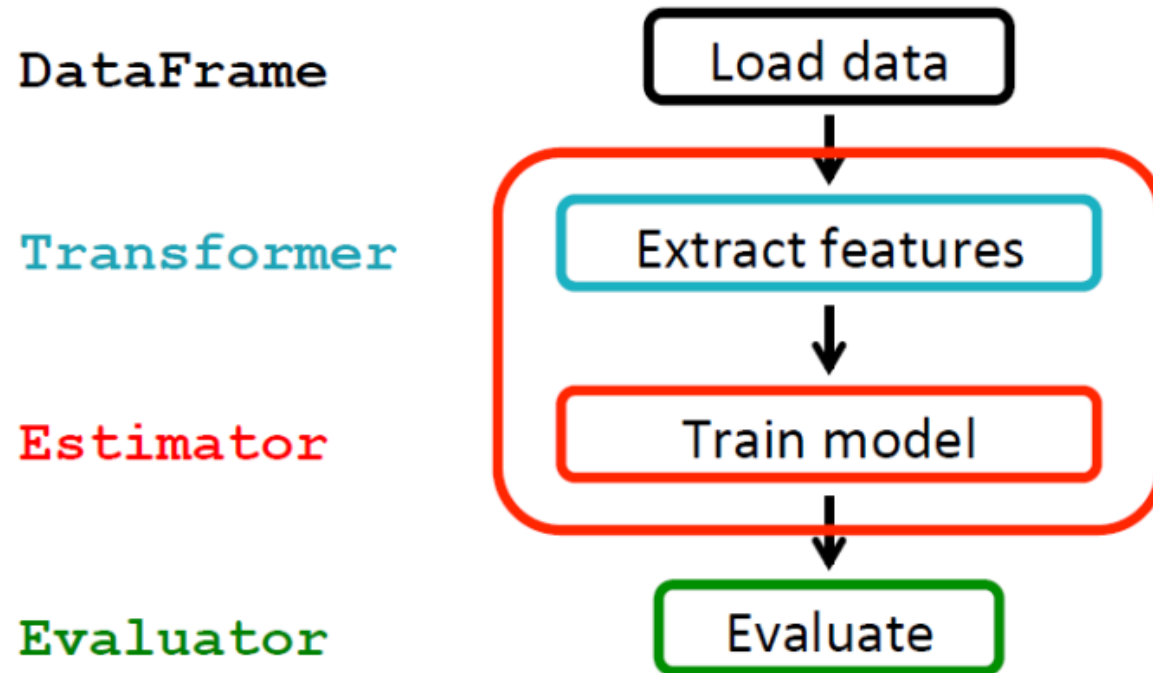 DataFrame
Load data
Transformer
Extract features
Estimator
Train model
Evaluator
Evaluate